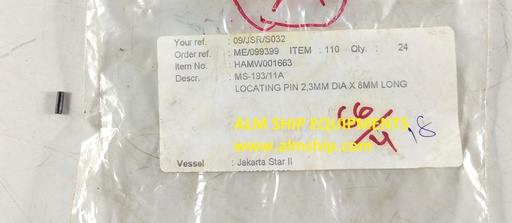 Your ref. : 09/JSR/S032
Order ref. : ME/099399 ITEM : 110 Qty. : 24
Item No. : HAMW001663
Descr. : MS-193/11A
LOCATING PIN 2,3MM DIA X 8MM LONG
ALM SHIP EQUIPMENTS
www.almship.com
18
Vessel : Jakarta Star II